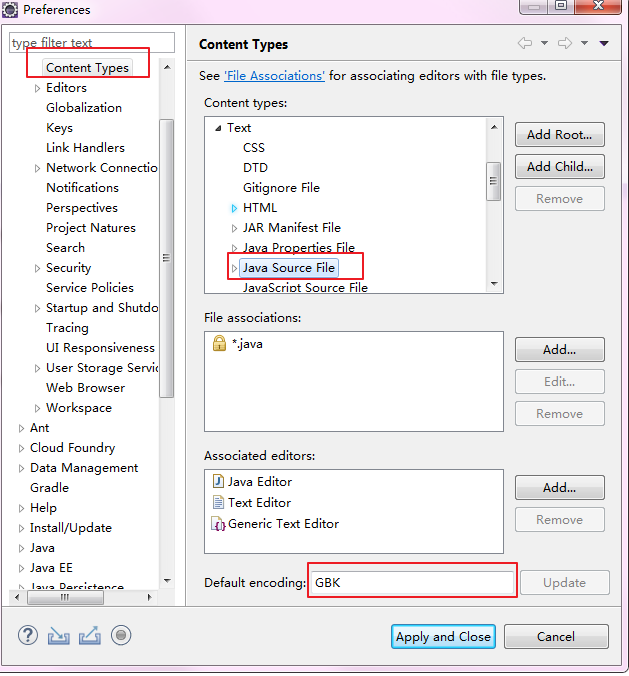 Preferences
type filter text
Content Types
Editors
Globalization
Keys
Link Handlers
Network Connectio
Notifications
Perspectives
Project Natures
Search
Security
Service Policies
Startup and Shutdo
Tracing
UI Responsiveness
User Storage Servic
Web Browser
Workspace
Ant
Cloud Foundry
Data Management
Gradle
Help
Install/Update
Java
Java EE
Java Persistence
Content Types
See 'File Associations' for associating editors with file types.
Content types:
Text
CSS
DTD
Gitignore File
HTML
JAR Manifest File
Java Properties File
Java Source File
JavaScript Source File
Add Root...
Add Child...
Remove
File associations:
*.java
Add...
Edit...
Remove
Associated editors:
Java Editor
Text Editor
Generic Text Editor
Add...
Remove
Default encoding: GBK
Update
Apply and Close
Cancel